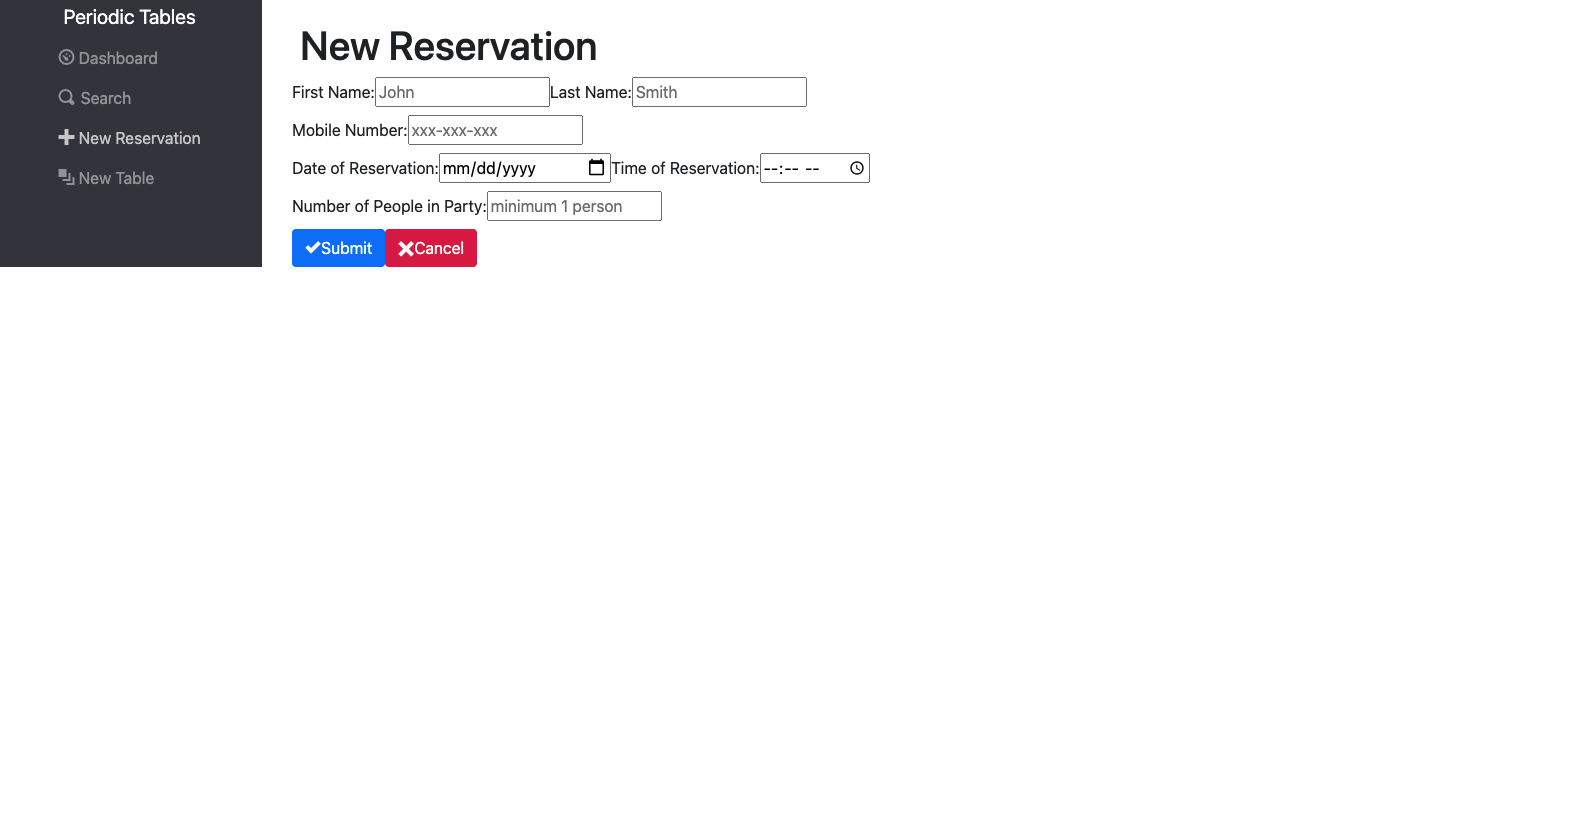 Periodic Tables
Dashboard
Search
New Reservation
New Table
New Reservation
First Name: John Last Name: Smith
Mobile Number: xxx-xxx-xxx
Date of Reservation: mm/dd/yyyy Time of Reservation: --:-- --
Number of People in Party: minimum 1 person
Submit Cancel